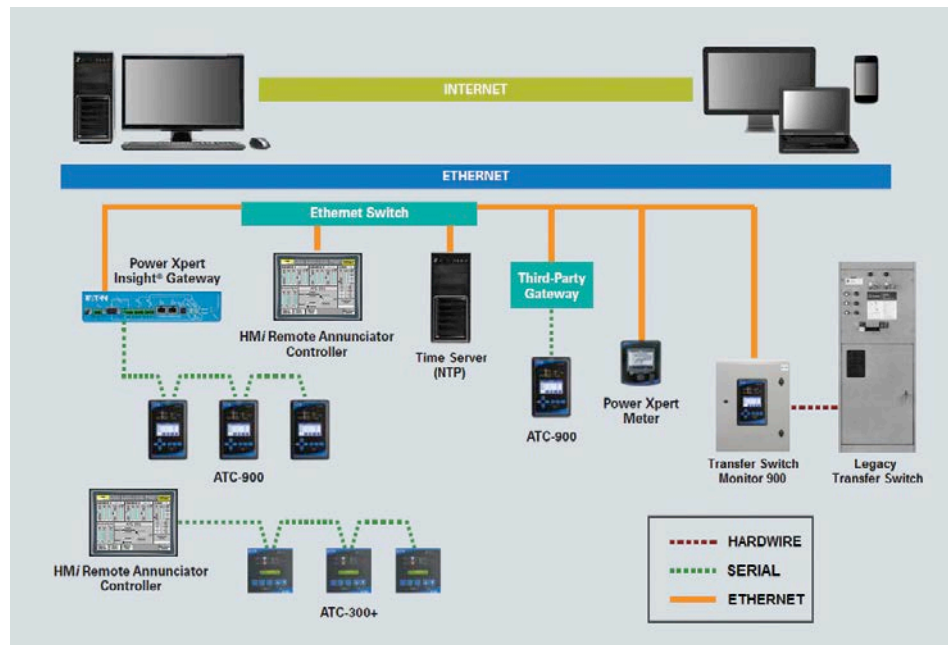 INTERNET
ETHERNET
Ethernet Switch
Power Xpert
Insight® Gateway
E·T·N
HMi Remote Annunciator
Controller
Time Server
(NTP)
Third-Party
Gateway
ATC-900
Power Xpert
Meter
Transfer Switch
Monitor 900
Legacy
Transfer Switch
ATC-900
HMi Remote Annunciator
Controller
ATC-300+
HARDWIRE
SERIAL
ETHERNET